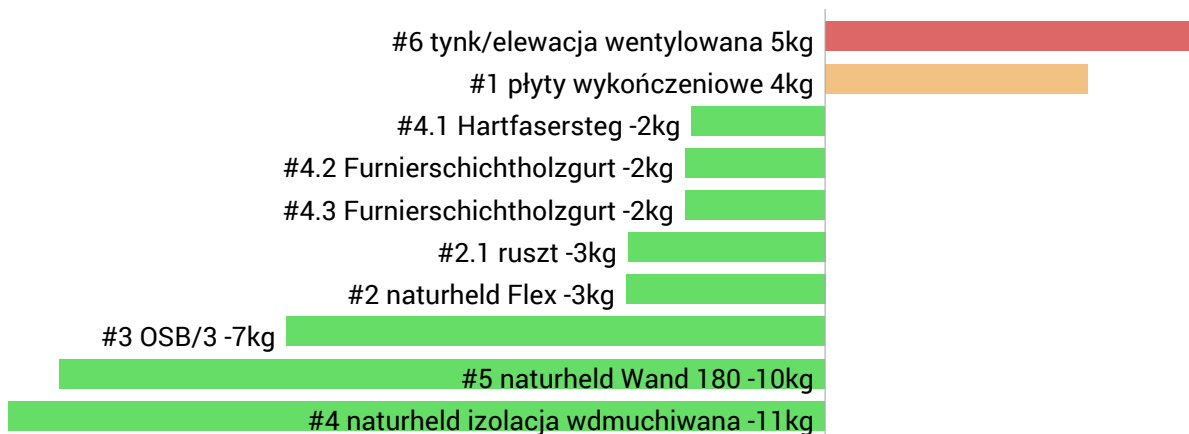 #6 tynk/elewacja wentylowana 5kg
#1 płyty wykończeniowe 4kg
#4.1 Hartfasersteg -2kg
#4.2 Furnierschichtholzgurt -2kg
#4.3 Furnierschichtholzgurt -2kg
#2.1 ruszt -3kg
#2 naturheld Flex -3kg
#3 OSB/3 -7kg
#5 naturheld Wand 180 -10kg
#4 naturheld izolacja wdmuchiwana -11kg